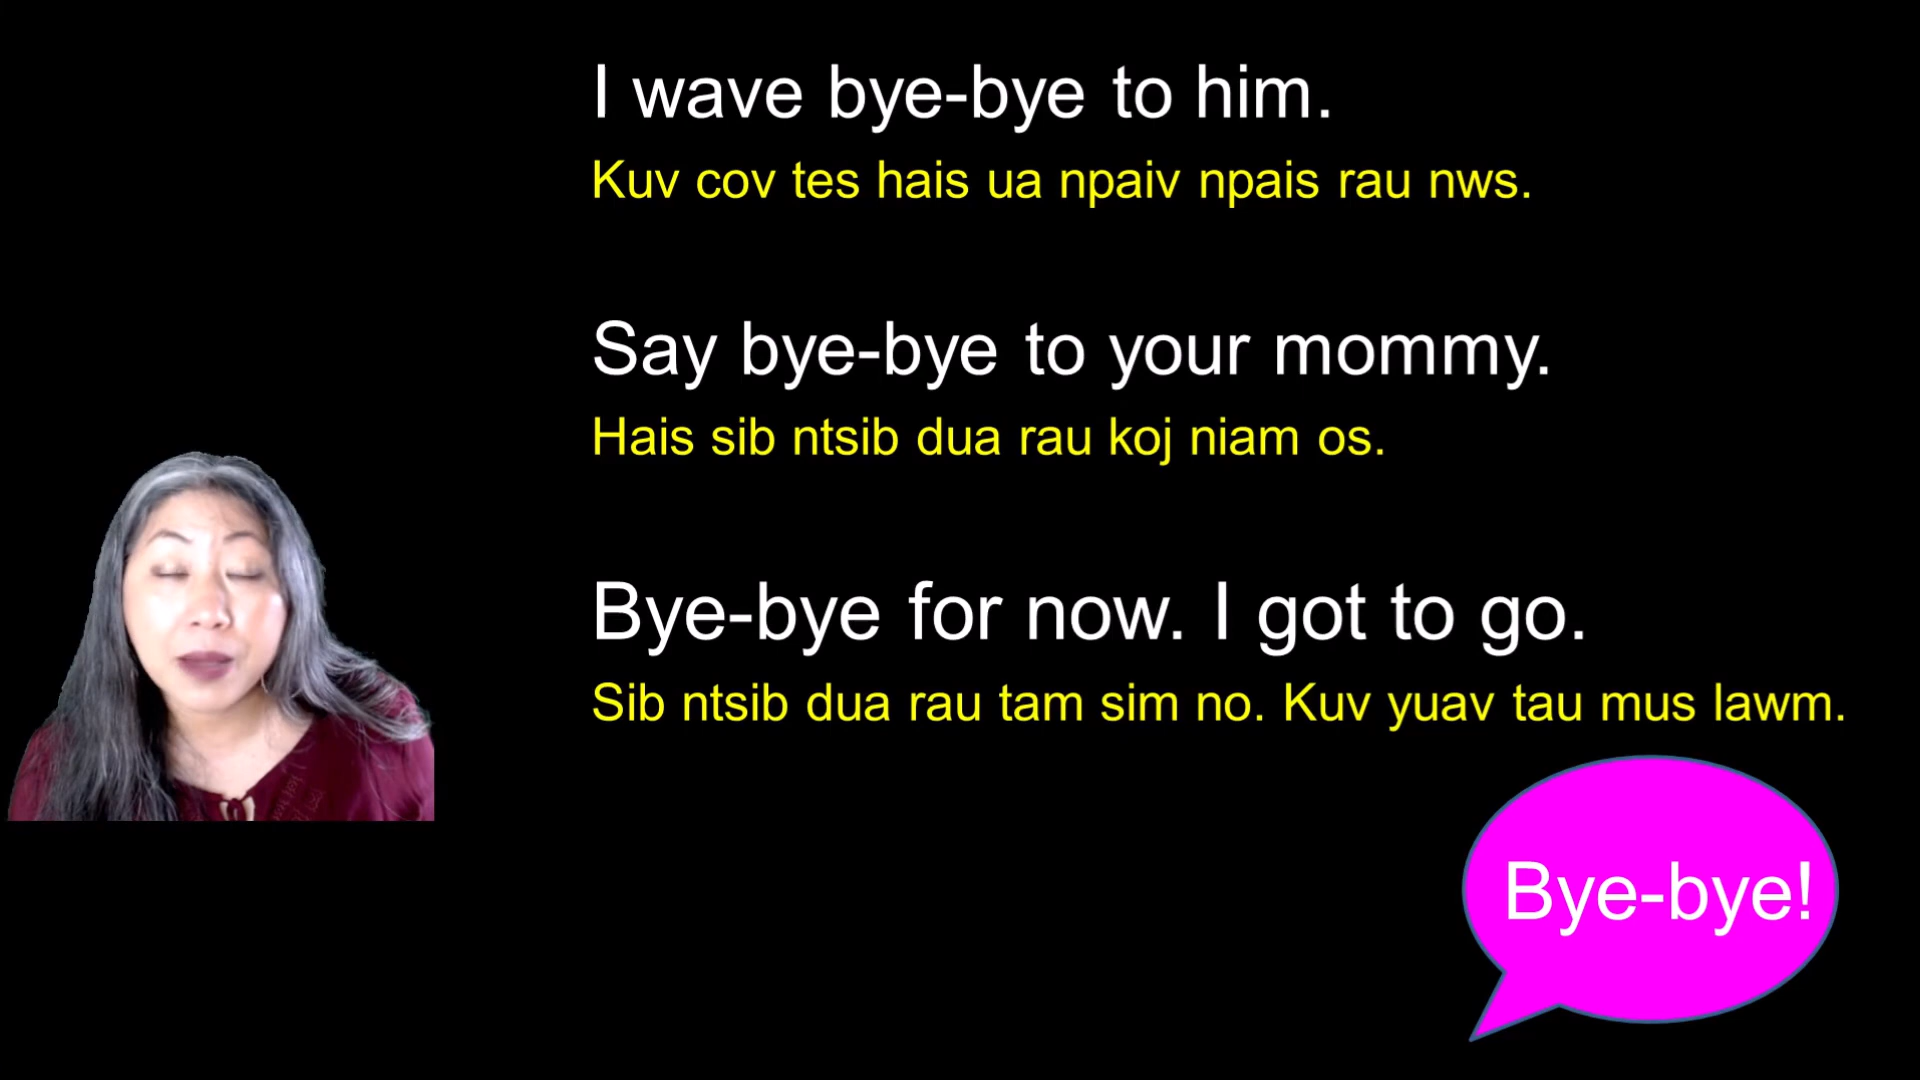 I wave bye-bye to him.
Kuv cov tes hais ua npaiv npais rau nws.
Say bye-bye to your mommy.
Hais sib ntsib dua rau koj niam os.
Bye-bye for now. I got to go.
Sib ntsib dua rau tam sim no. Kuv yuav tau mus lawm.
Bye-bye!